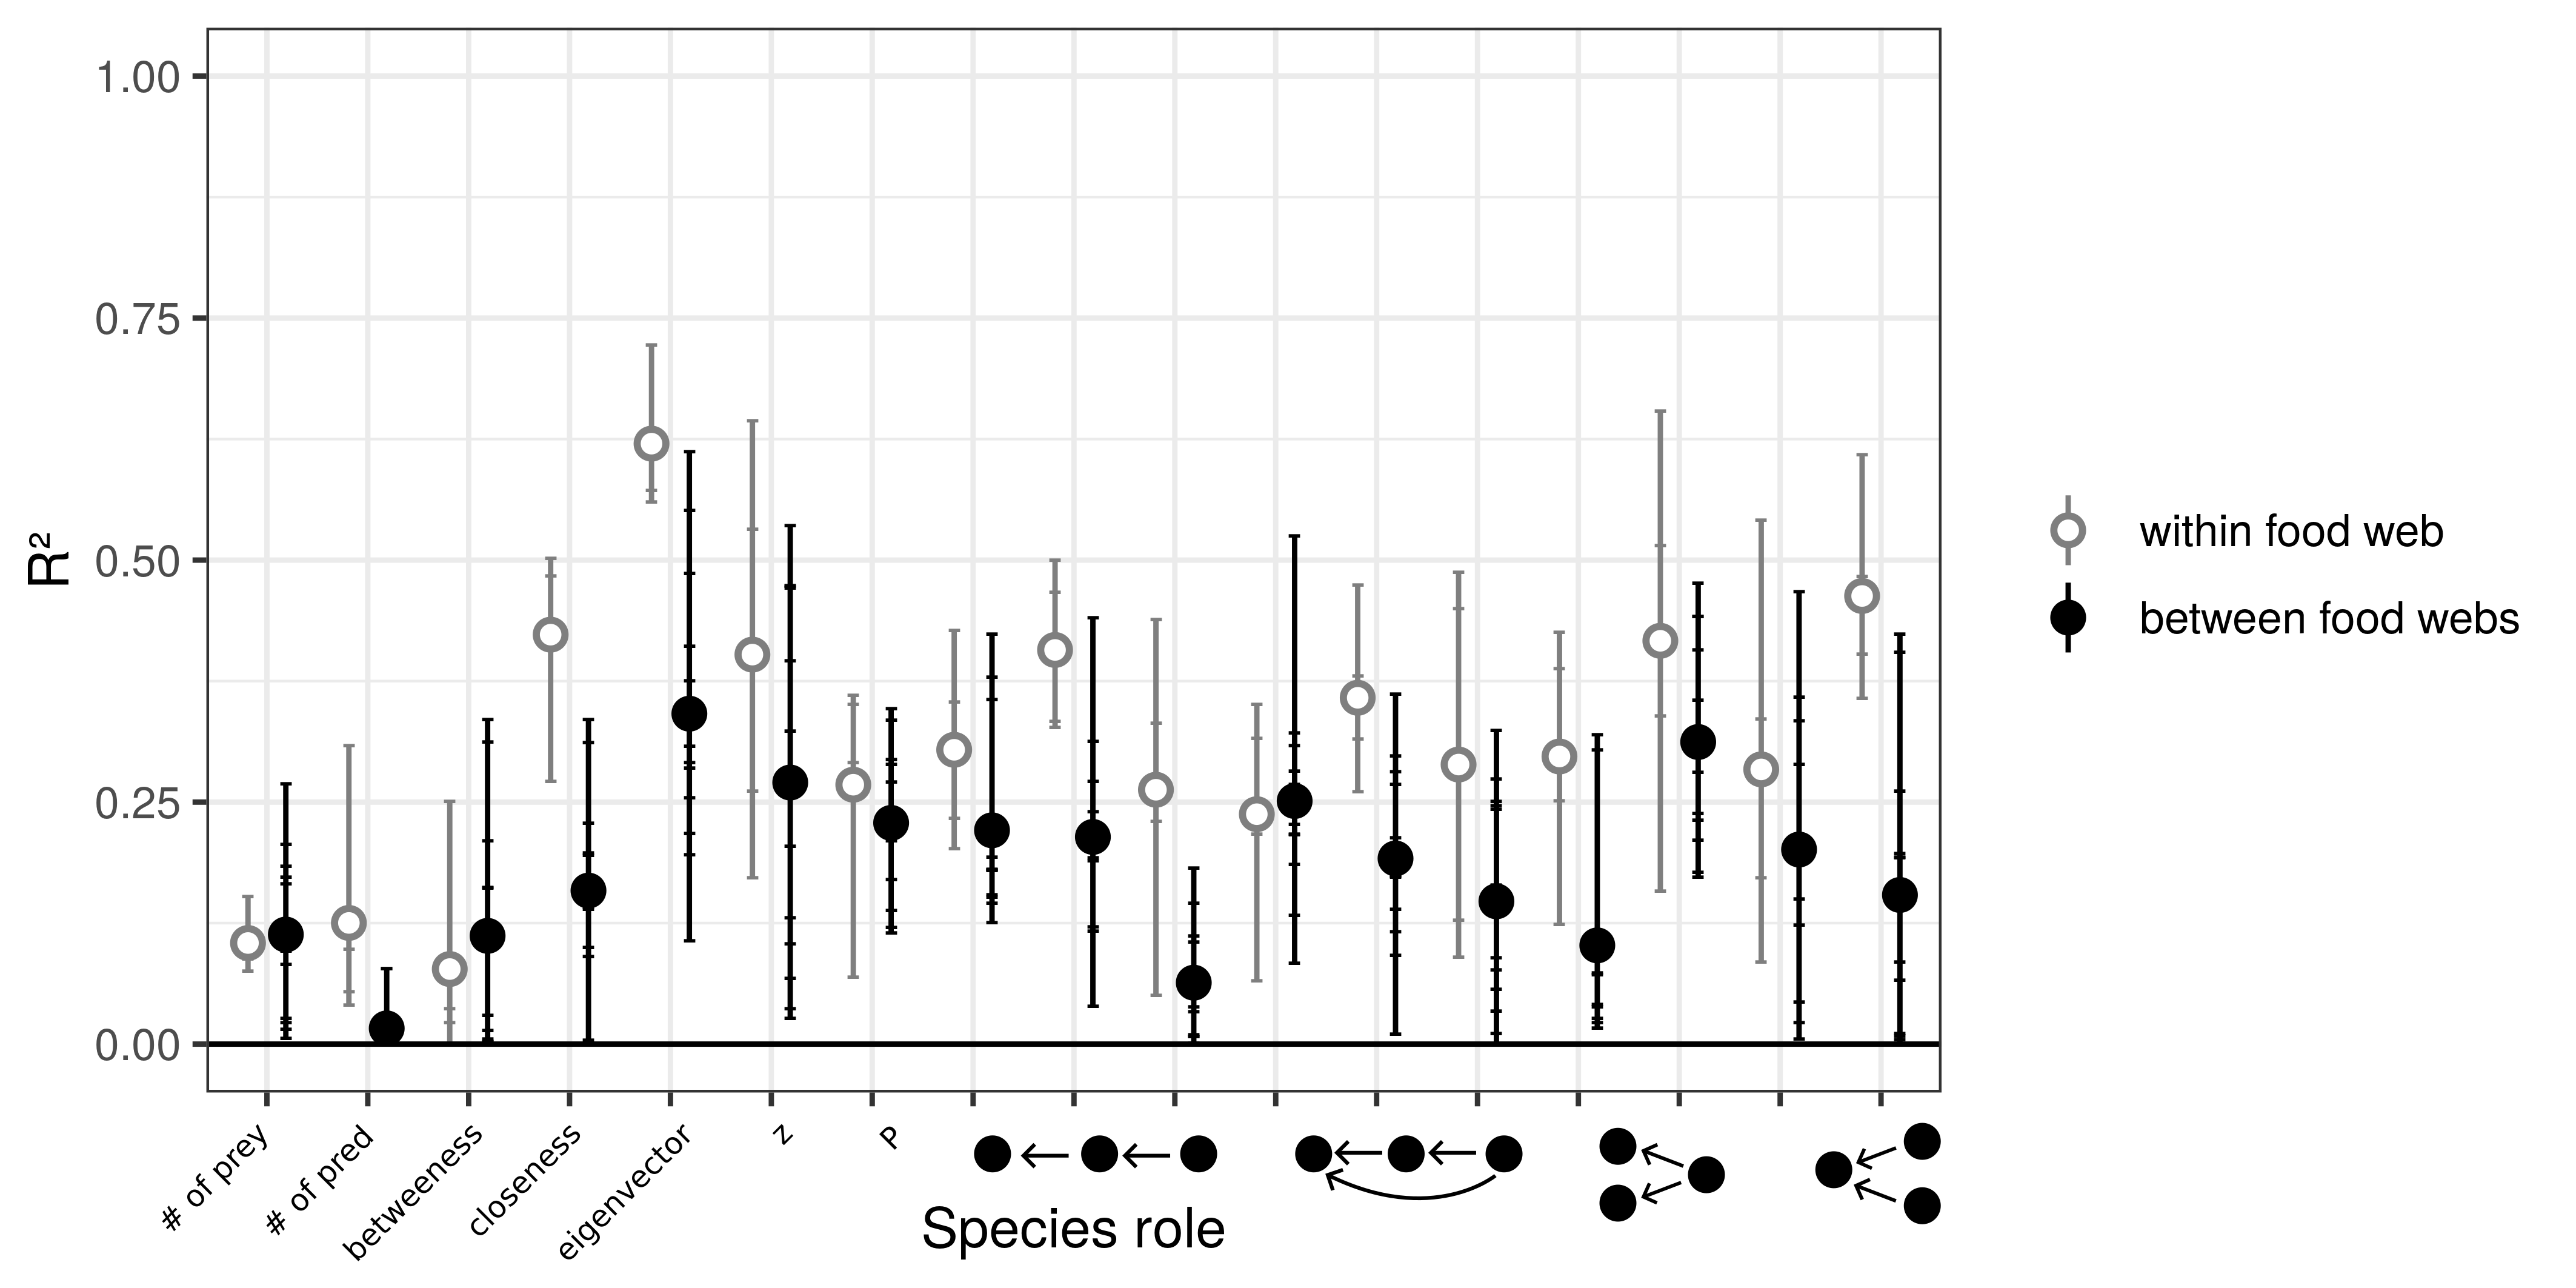 1.00
0.75
0.50
0.25
0.00
R²
# of prey
# of pred
betweeness
closeness
eigenvector
z
P
Species role
within food web
between food webs